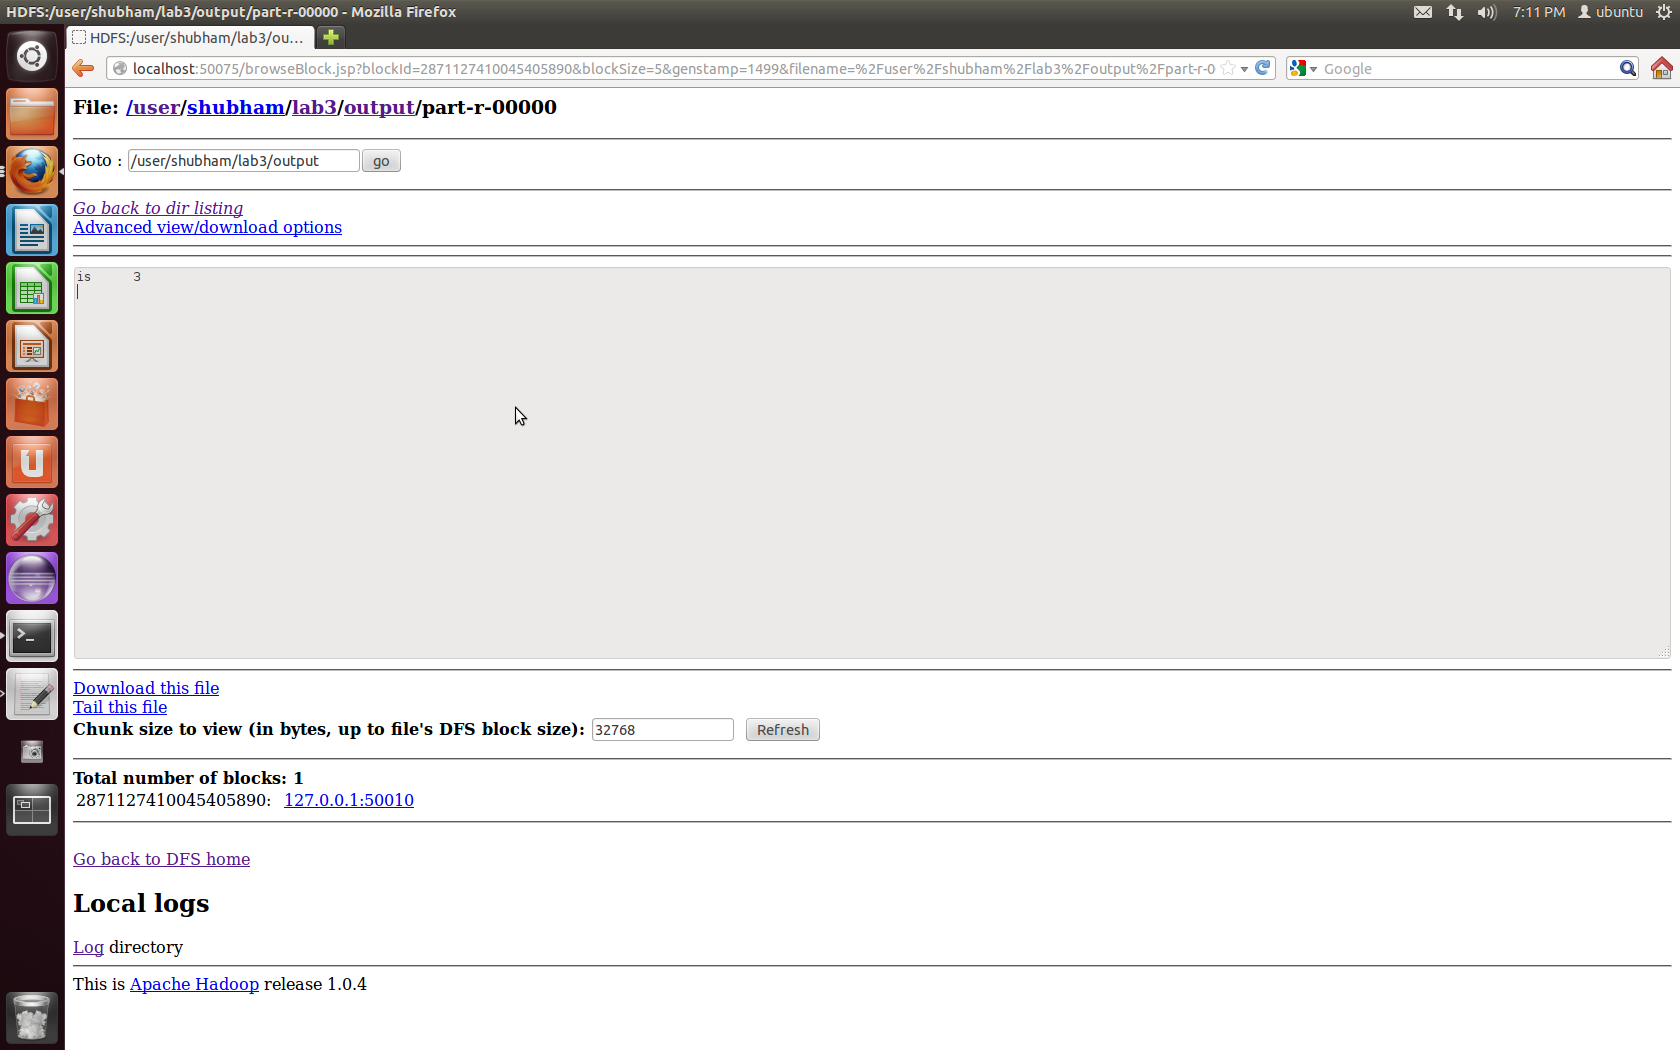 HDFS:/user/shubham/lab3/output/part-r-00000 - Mozilla Firefox
7:11 PM ubuntu
HDFS:/user/shubham/lab3/ou...
localhost:50075/browseBlock.jsp?blockId=2871127410045405890&blockSize=5&genstamp=1499&filename=%2Fuser%2Fshubham%2Flab3%2Foutput%2Fpart-r-0
Google
File: /user/shubham/lab3/output/part-r-00000
Goto : /user/shubham/lab3/output go
Go back to dir listing
Advanced view/download options
is 3
Download this file
Tail this file
Chunk size to view (in bytes, up to file's DFS block size): 32768 Refresh
Total number of blocks: 1
2871127410045405890: 127.0.0.1:50010
Go back to DFS home
Local logs
Log directory
This is Apache Hadoop release 1.0.4